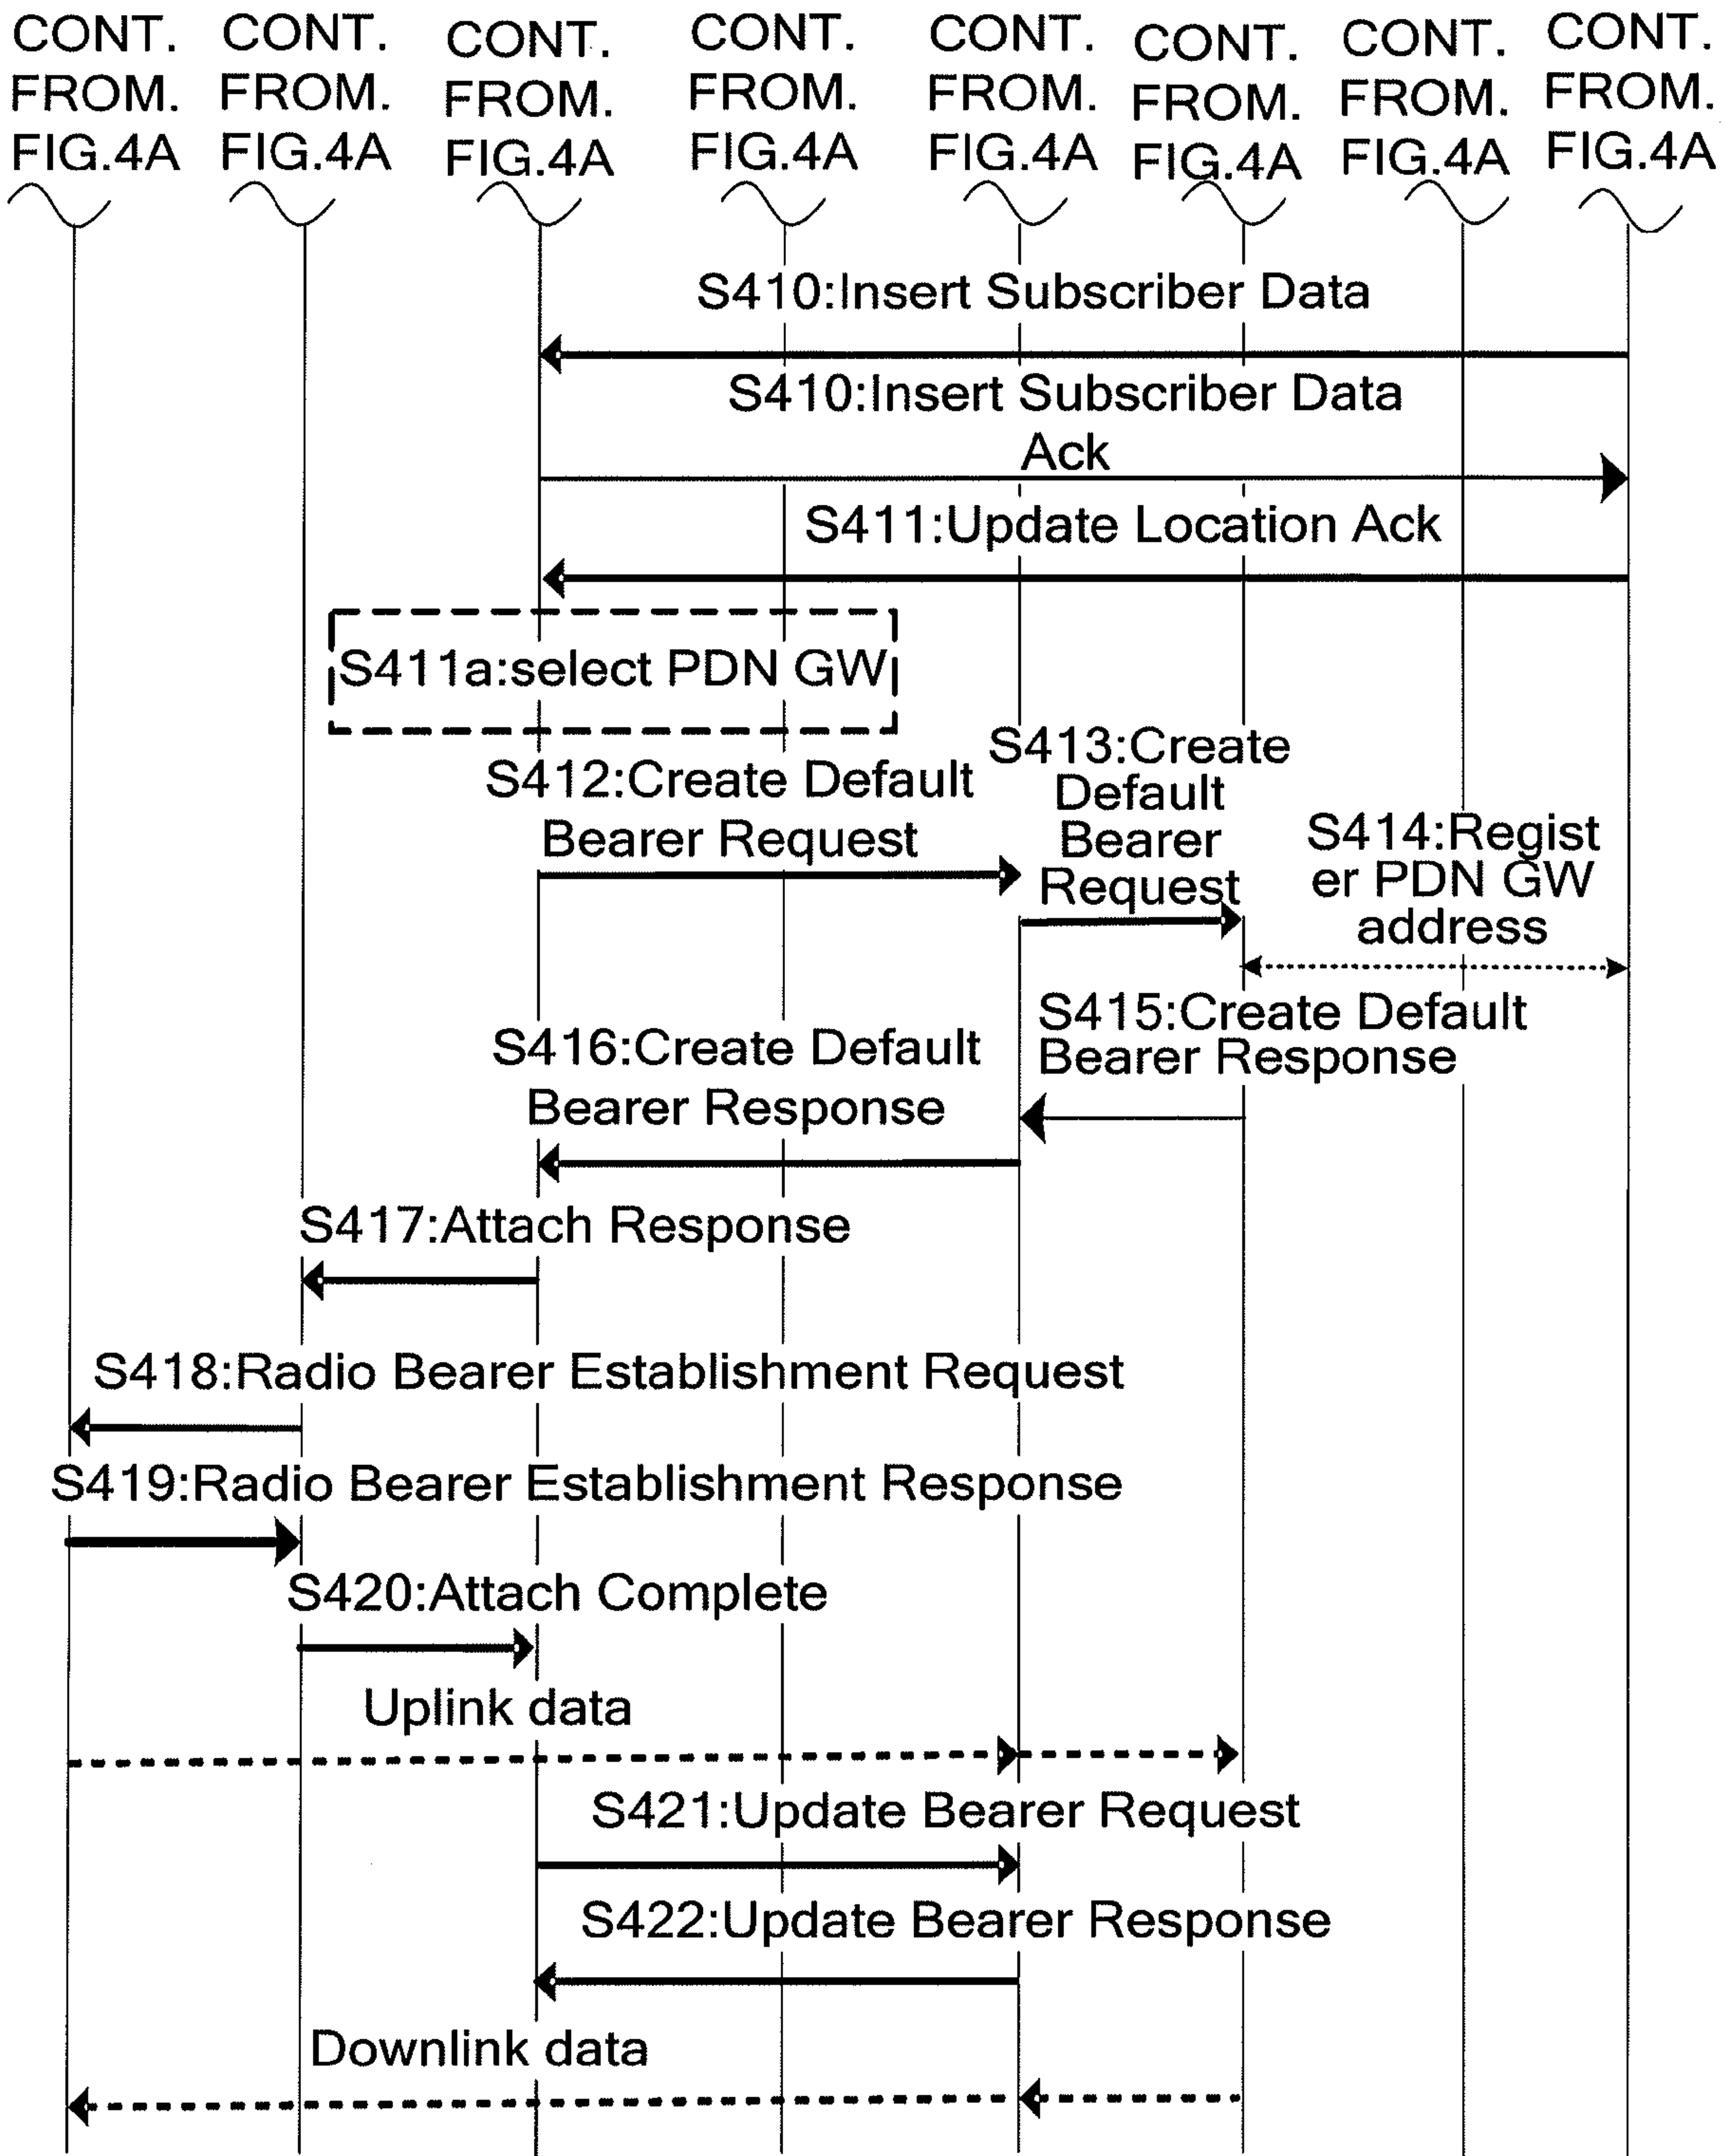 CONT. CONT. CONT. CONT. CONT. CONT. CONT. CONT.
FROM. FROM. FROM. FROM. FROM. FROM. FROM. FROM.
FIG.4A FIG.4A FIG.4A FIG.4A FIG.4A FIG.4A FIG.4A FIG.4A
S410:Insert Subscriber Data
S410:Insert Subscriber Data
Ack
S411:Update Location Ack
S411a:select PDN GW
S412:Create Default
Bearer Request
S413:Create
Default
Bearer
Request
S414:Regist
er PDN GW
address
S415:Create Default
Bearer Response
S416:Create Default
Bearer Response
S417:Attach Response
S418:Radio Bearer Establishment Request
S419:Radio Bearer Establishment Response
S420:Attach Complete
Uplink data
S421:Update Bearer Request
S422:Update Bearer Response
Downlink data